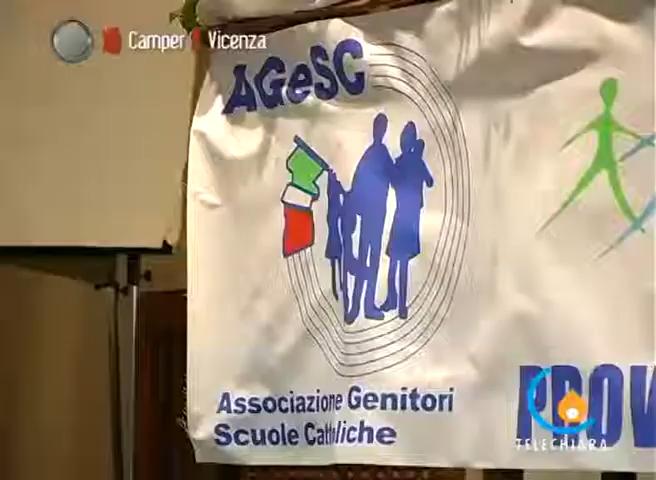 Camper Vicenza
AGeSC
Associazione Genitori
Scuole Cattoliche
PROV
TELECHIARA